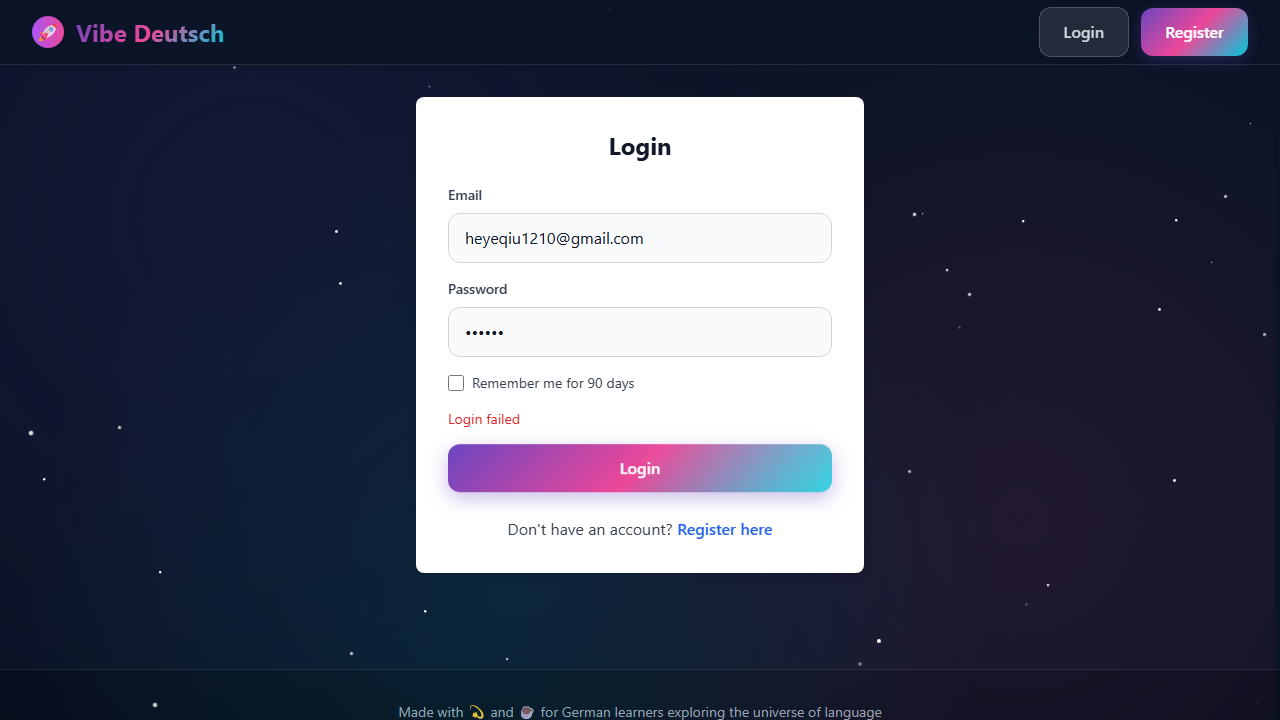 Vibe Deutsch
Login
Register
Login
Email
heyeqiu1210@gmail.com
Password
••••••
Remember me for 90 days
Login failed
Login
Don't have an account? Register here
Made with 💫 and ☕ for German learners exploring the universe of language